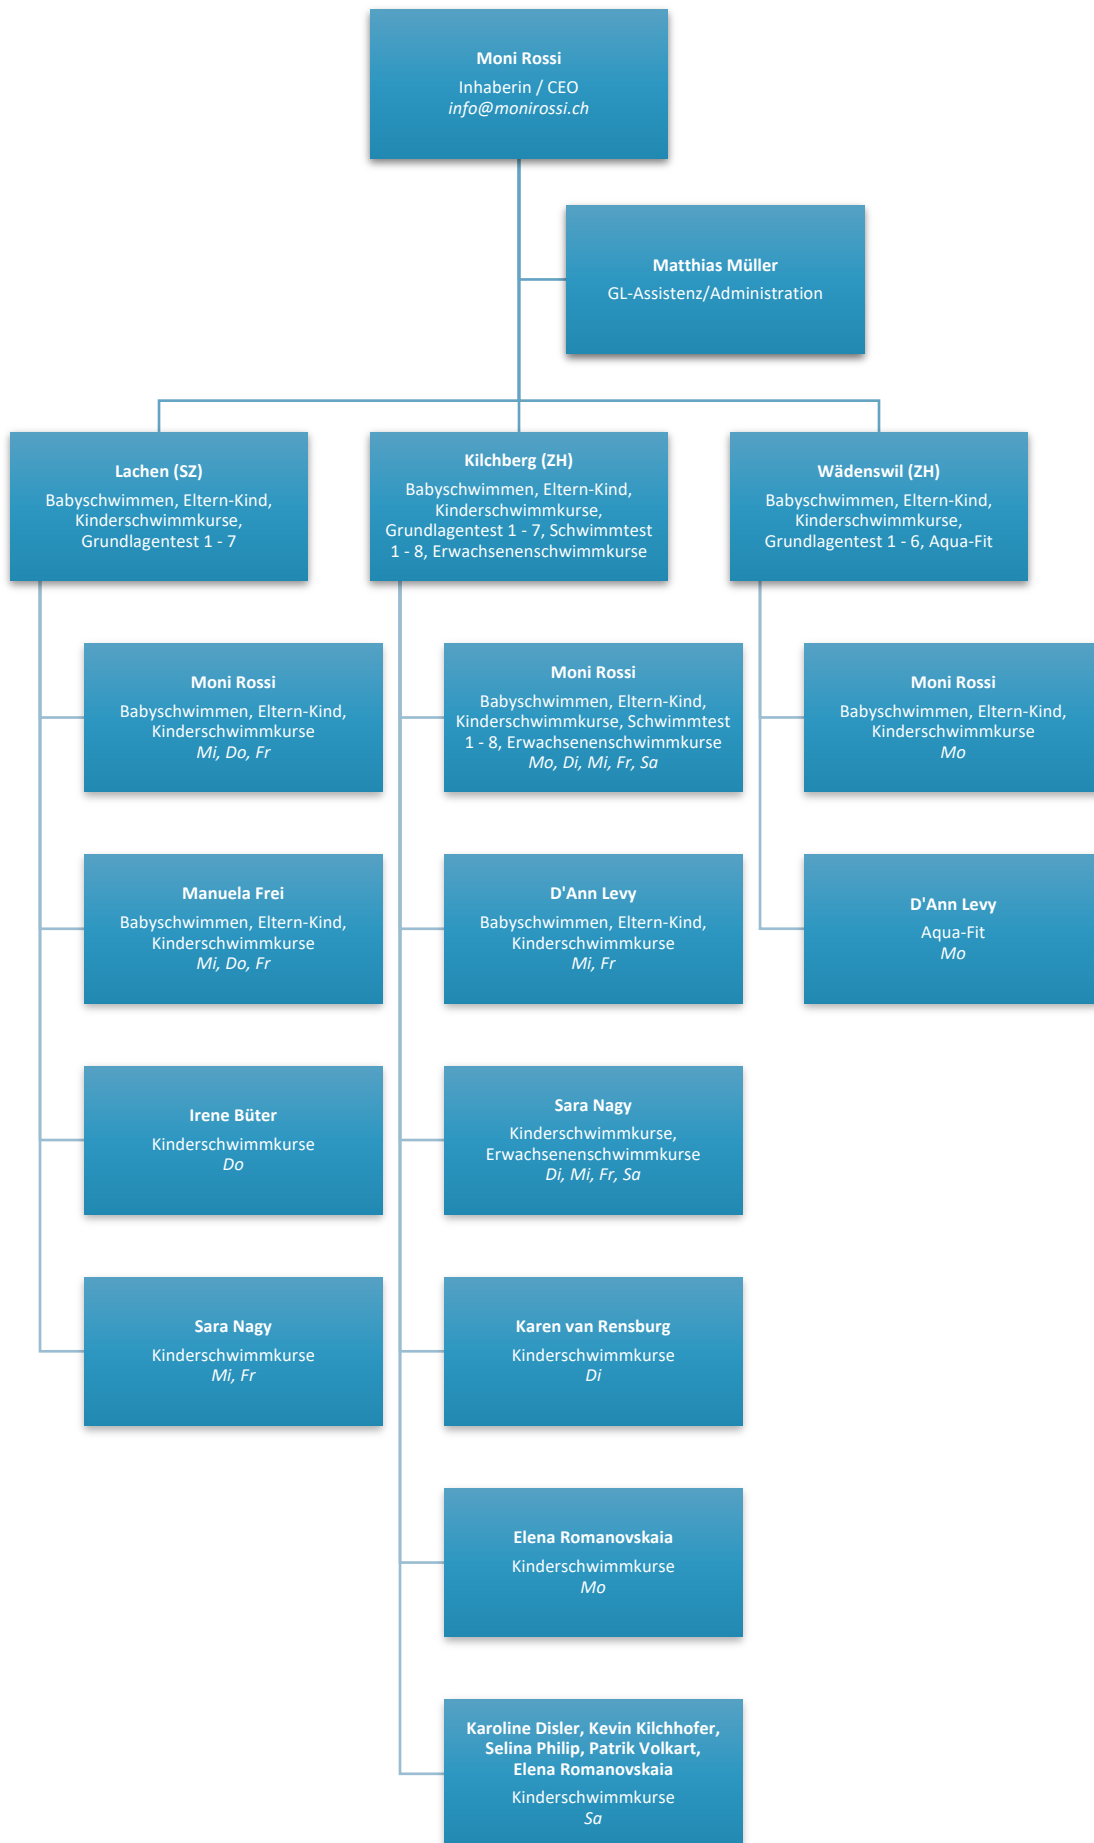 Moni Rossi
Inhaberin / CEO
info@monirossi.ch
Matthias Müller
GL-Assistenz/Administration
Lachen (SZ)
Babyschwimmen, Eltern-Kind,
Kinderschwimmkurse,
Grundlagentest 1 - 7
Kilchberg (ZH)
Babyschwimmen, Eltern-Kind,
Kinderschwimmkurse,
Grundlagentest 1 - 7, Schwimmtest
1 - 8, Erwachsenenschwimmkurse
Wädenswil (ZH)
Babyschwimmen, Eltern-Kind,
Kinderschwimmkurse,
Grundlagentest 1 - 6, Aqua-Fit
Moni Rossi
Babyschwimmen, Eltern-Kind,
Kinderschwimmkurse
Mi, Do, Fr
Manuela Frei
Babyschwimmen, Eltern-Kind,
Kinderschwimmkurse
Mi, Do, Fr
Irene Büter
Kinderschwimmkurse
Do
Sara Nagy
Kinderschwimmkurse
Mi, Fr
Moni Rossi
Babyschwimmen, Eltern-Kind,
Kinderschwimmkurse, Schwimmtest
1 - 8, Erwachsenenschwimmkurse
Mo, Di, Mi, Fr, Sa
D'Ann Levy
Babyschwimmen, Eltern-Kind,
Kinderschwimmkurse
Mi, Fr
Sara Nagy
Kinderschwimmkurse,
Erwachsenenschwimmkurse
Di, Mi, Fr, Sa
Karen van Rensburg
Kinderschwimmkurse
Di
Elena Romanovskaia
Kinderschwimmkurse
Mo
Karoline Disler, Kevin Kilchhofer,
Selina Philip, Patrik Volkart,
Elena Romanovskaia
Kinderschwimmkurse
Sa
Moni Rossi
Babyschwimmen, Eltern-Kind,
Kinderschwimmkurse
Mo
D'Ann Levy
Aqua-Fit
Mo